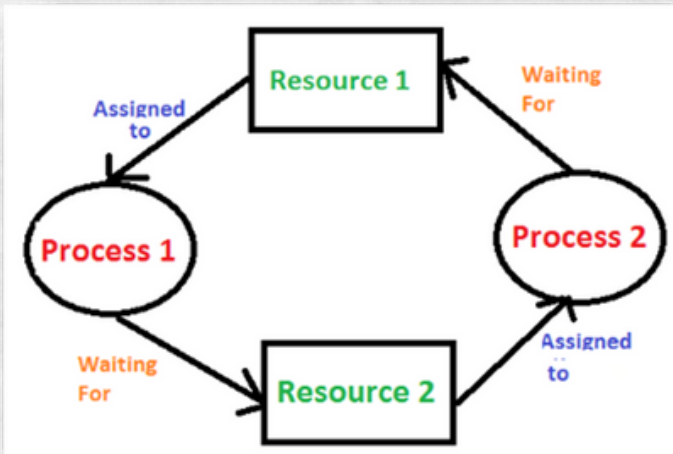 Resource 1
Waiting
For
Assigned
to
Process 1
Process 2
Waiting
For
Resource 2
Assigned
to